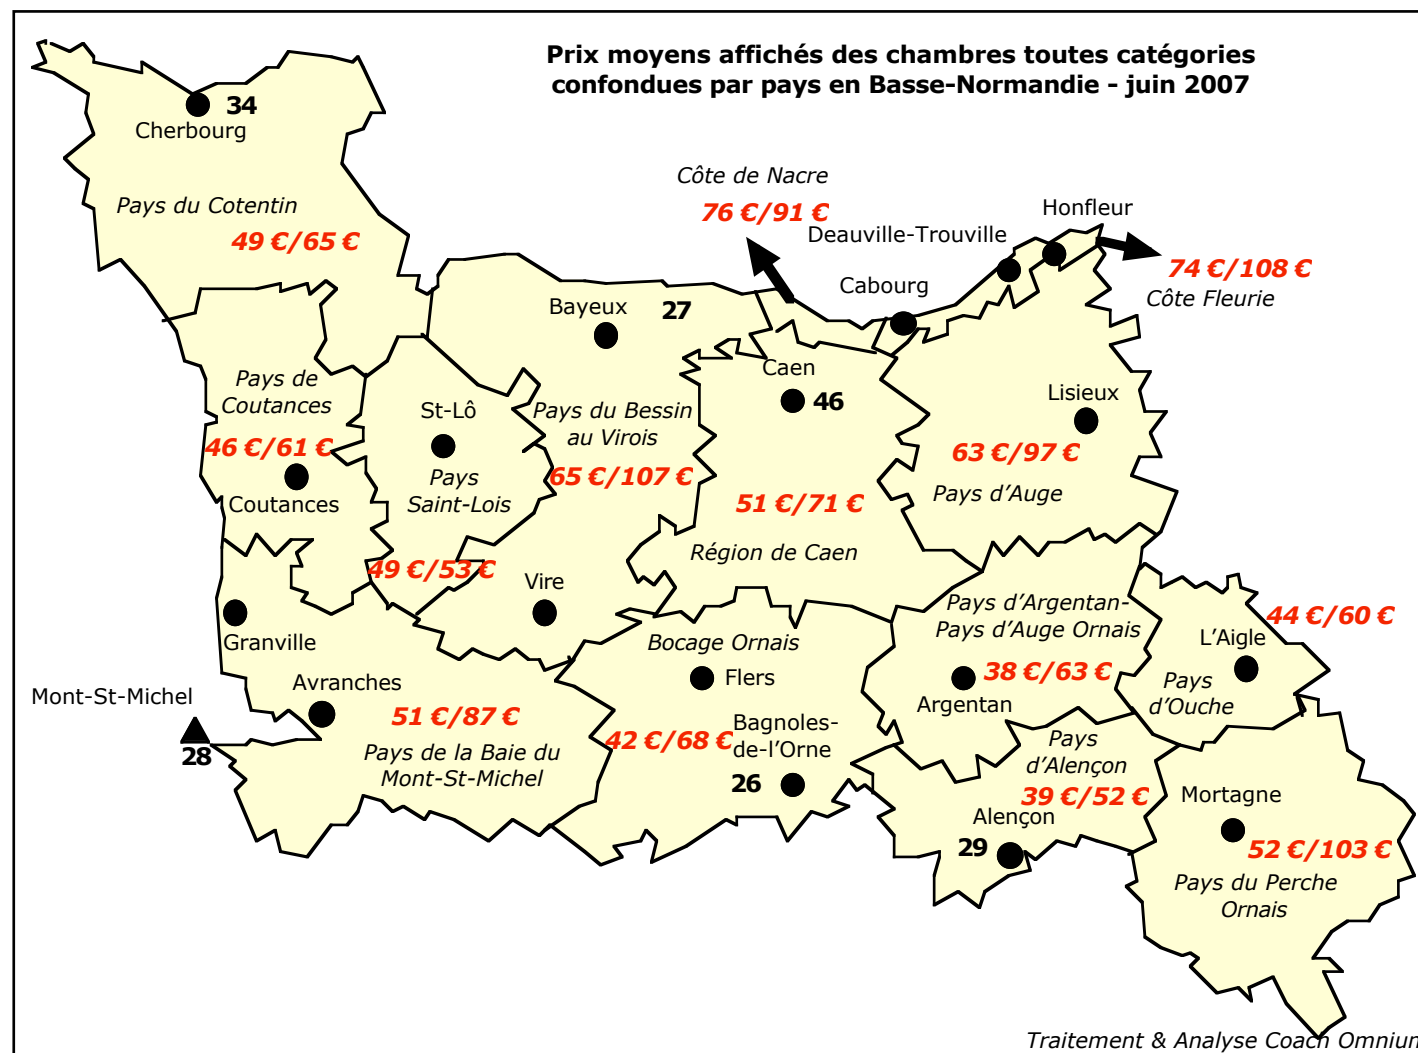 Prix moyens affichés des chambres toutes catégories
confondues par pays en Basse-Normandie - juin 2007
34
Cherbourg
Pays du Cotentin
49 €/65 €
Côte de Nacre
76 €/91 €
Deauville-Trouville
Honfleur
74 €/108 €
Côte Fleurie
Cabourg
Bayeux
27
Caen
46
Lisieux
Pays de
Coutances
46 €/61 €
Coutances
St-Lô
Pays
Saint-Lois
49 €/53 €
Pays du Bessin
au Virois
65 €/107 €
51 €/71 €
Région de Caen
63 €/97 €
Pays d’Auge
Vire
Granville
Mont-St-Michel
28
Avranches
51 €/87 €
Pays de la Baie du
Mont-St-Michel
Bocage Ornais
Flers
42 €/68 €
Bagnoles-
de-l’Orne
26
Pays d’Argentan-
Pays d’Auge Ornais
38 €/63 €
Argentan
44 €/60 €
L’Aigle
Pays
d’Ouche
Pays
d’Alençon
39 €/52 €
Alençon
29
Mortagne
52 €/103 €
Pays du Perche
Ornais
Traitement & Analyse Coach Omnium